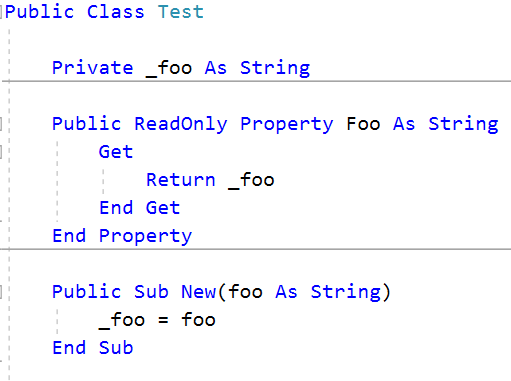 Public Class Test
Private _foo As String
Public ReadOnly Property Foo As String
Get
Return _foo
End Get
End Property
Public Sub New(foo As String)
_foo = foo
End Sub